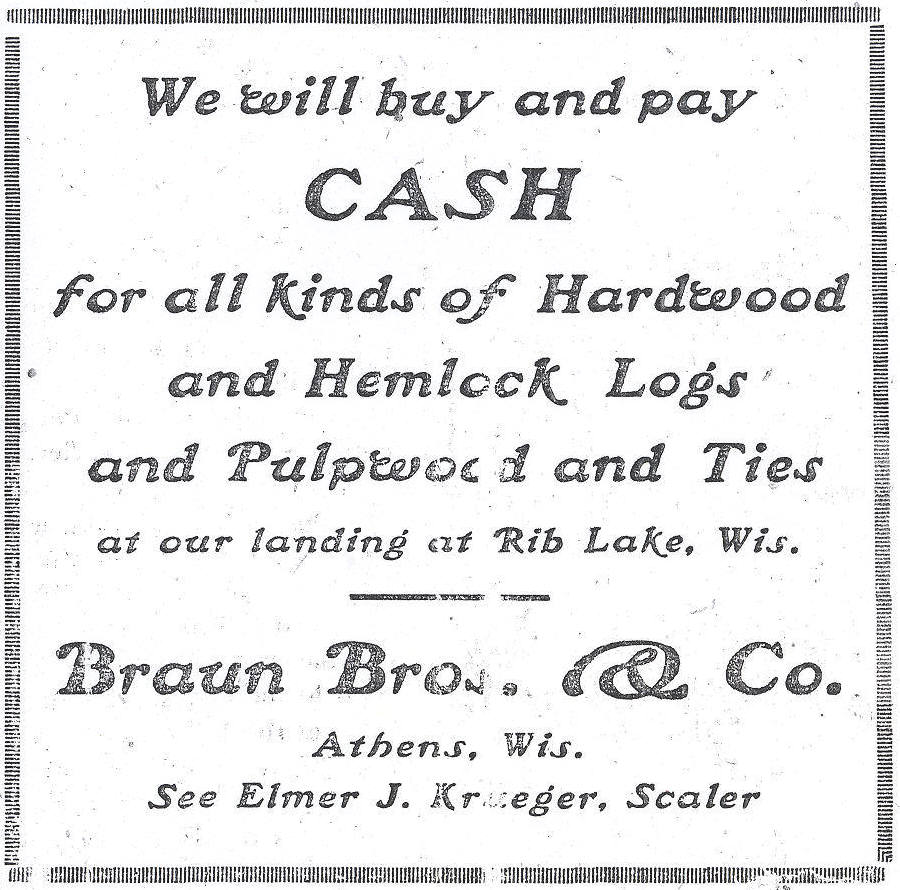 We will buy and pay
CASH
for all kinds of Hardwood
and Hemlock Logs
and Pulpwood and Ties
at our landing at Rib Lake, Wis.
Braun Bros. & Co.
Athens, Wis.
See Elmer J. Krueger, Scaler